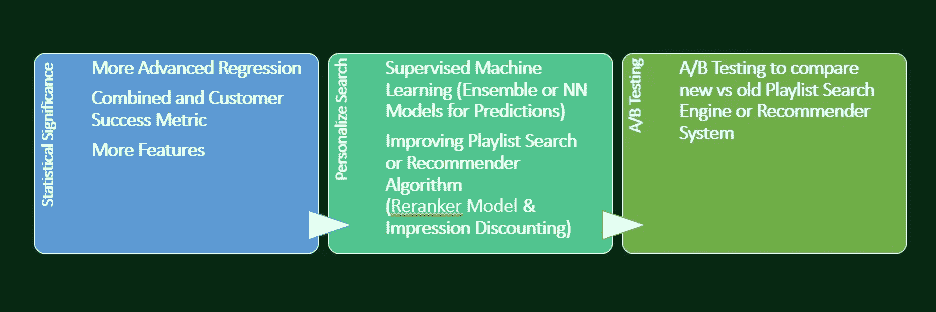 Statistical Significance
More Advanced Regression
Combined and Customer
Success Metric
More Features
Personalize Search
Supervised Machine
Learning (Ensemble or NN
Models for Predictions)
Improving Playlist Search
or Recommender
Algorithm
(Reranker Model &
Impression Discounting)
A/B Testing
A/B Testing to compare
new vs old Playlist Search
Engine or Recommender
System